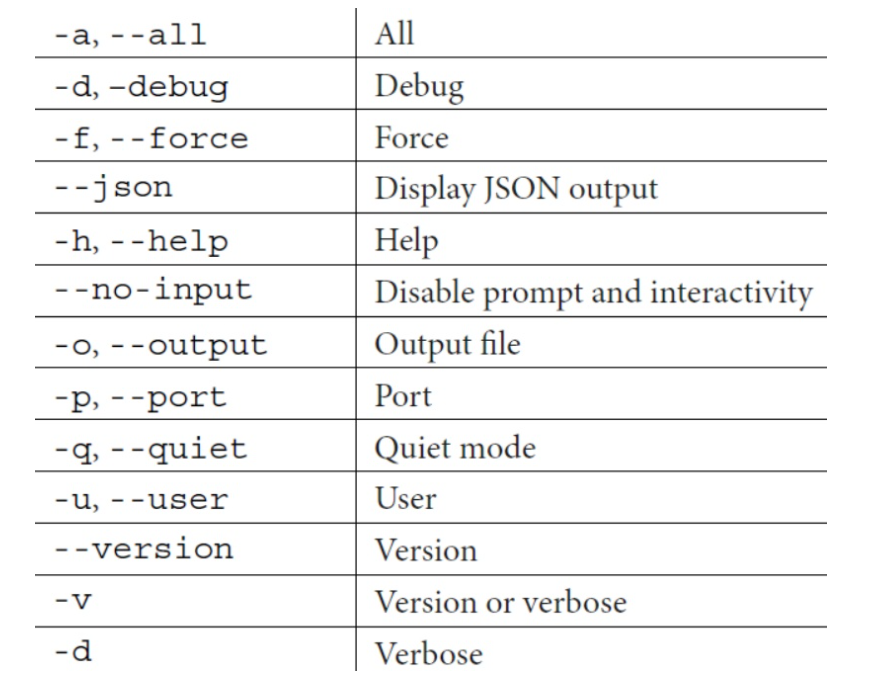 -a, --all All
-d, –debug Debug
-f, --force Force
--json Display JSON output
-h, --help Help
--no-input Disable prompt and interactivity
-o, --output Output file
-p, --port Port
-q, --quiet Quiet mode
-u, --user User
--version Version
-v Version or verbose
-d Verbose